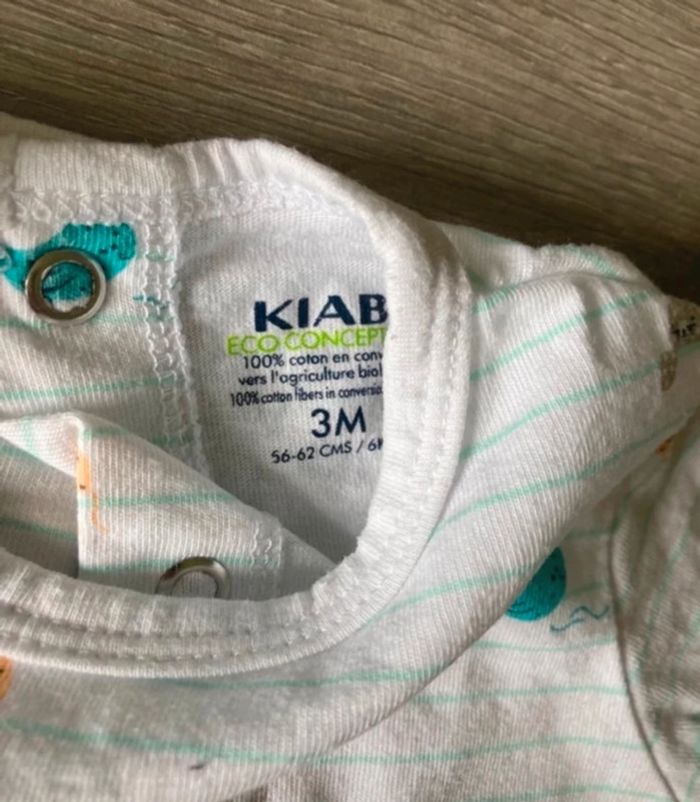 KIAB
ECO CONCEPT
100% coton en conv
vers l'agriculture biol
100% cotton fibers in conversio
3M
56-62 CMS / 6